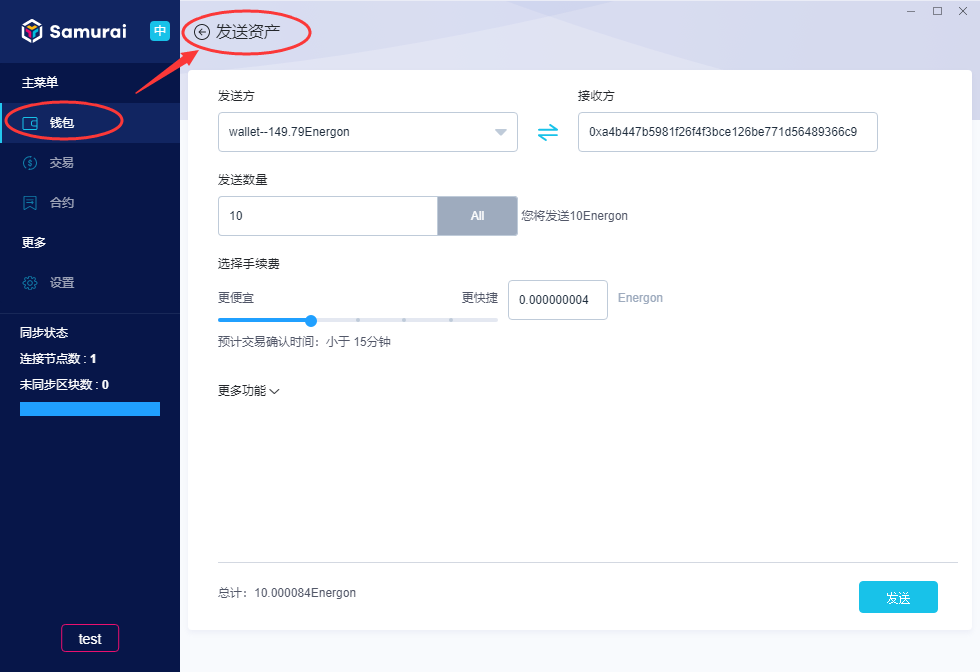 Samurai
中
主菜单
钱包
交易
合约
更多
设置
同步状态
连接节点数 : 1
未同步区块数 : 0
test
发送资产
发送方
接收方
wallet--149.79Energon
0xa4b447b5981f26f4f3bce126be771d56489366c9
发送数量
10
All
您将发送10Energon
选择手续费
更便宜
更快捷
0.000000004
Energon
预计交易确认时间：小于 15分钟
更多功能
总计：10.000084Energon
发送